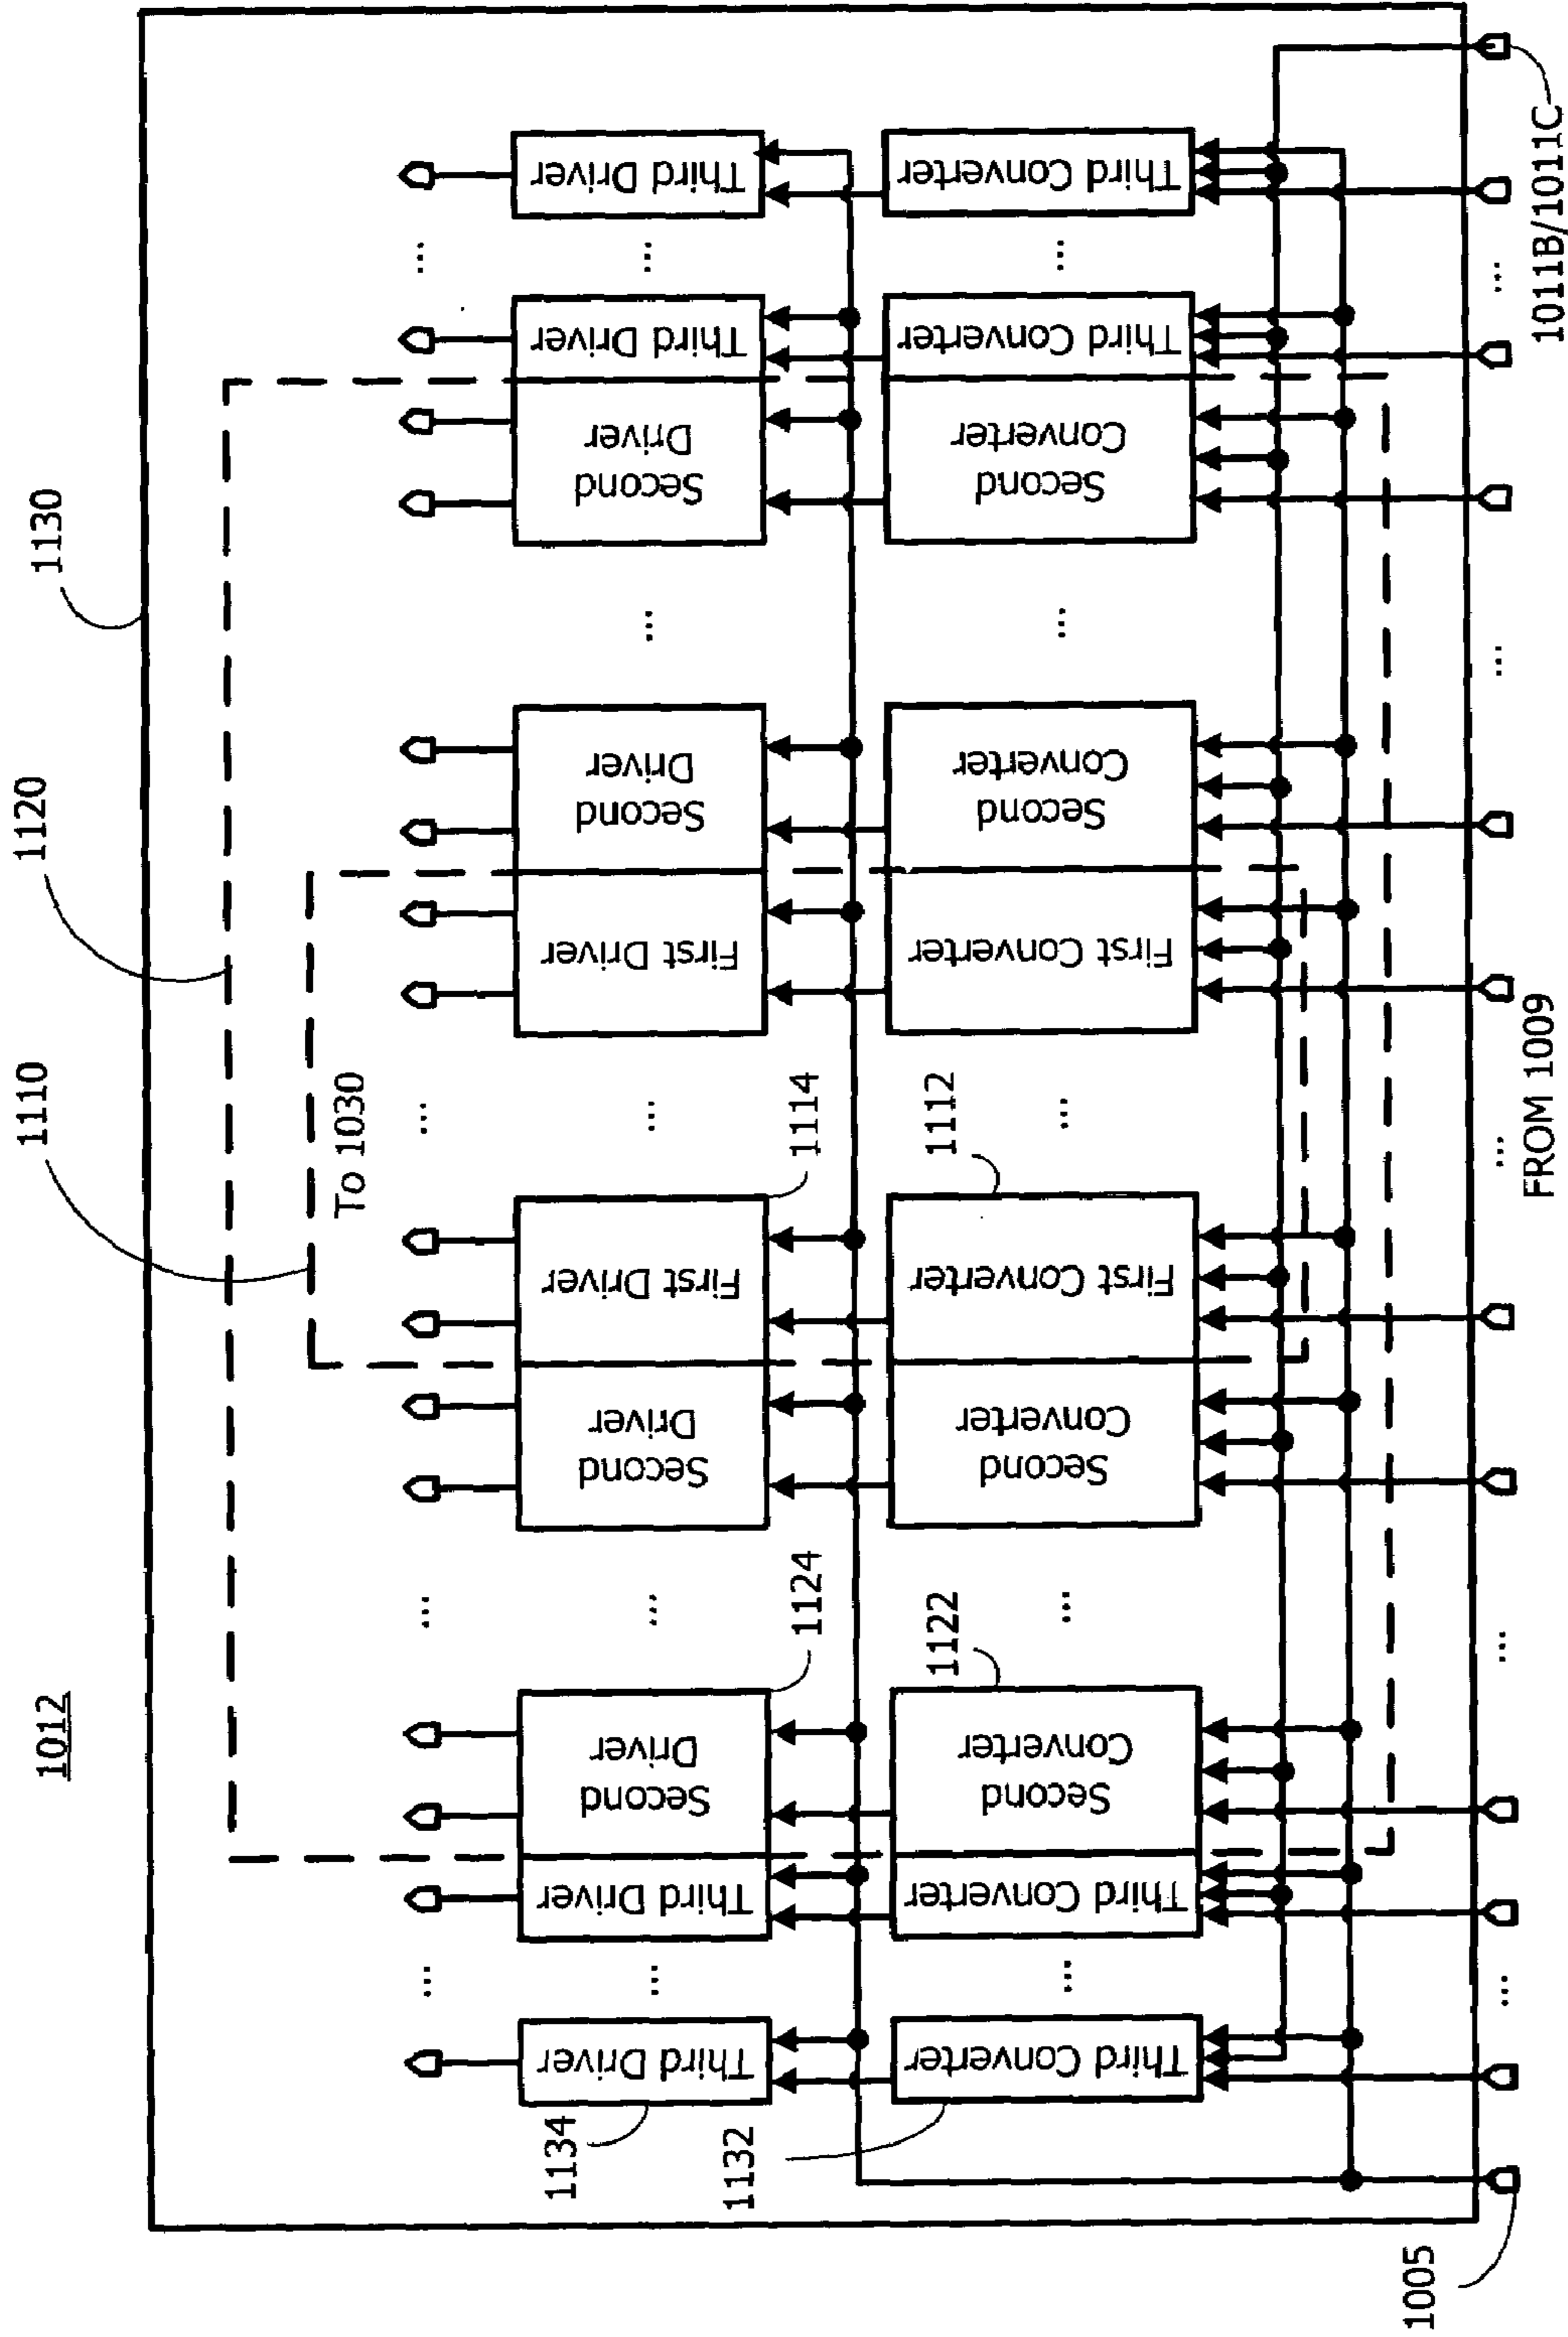 1012
1110
1120
1130
To 1030
Third Driver
Third Driver
Second
Driver
Second
Driver
First Driver
First Driver
Second
Driver
Second
Driver
Third Driver
Third Driver
1134
1124
1114
Third Converter
Third Converter
Second
Converter
Second
Converter
First Converter
First Converter
Second
Converter
Second
Converter
Third Converter
Third Converter
1132
1122
1112
1005
FROM 1009
1011B/1011C
... ... ... ... ...
... ... ... ... ...
... ... ... ... ...
... ... ... ... ...